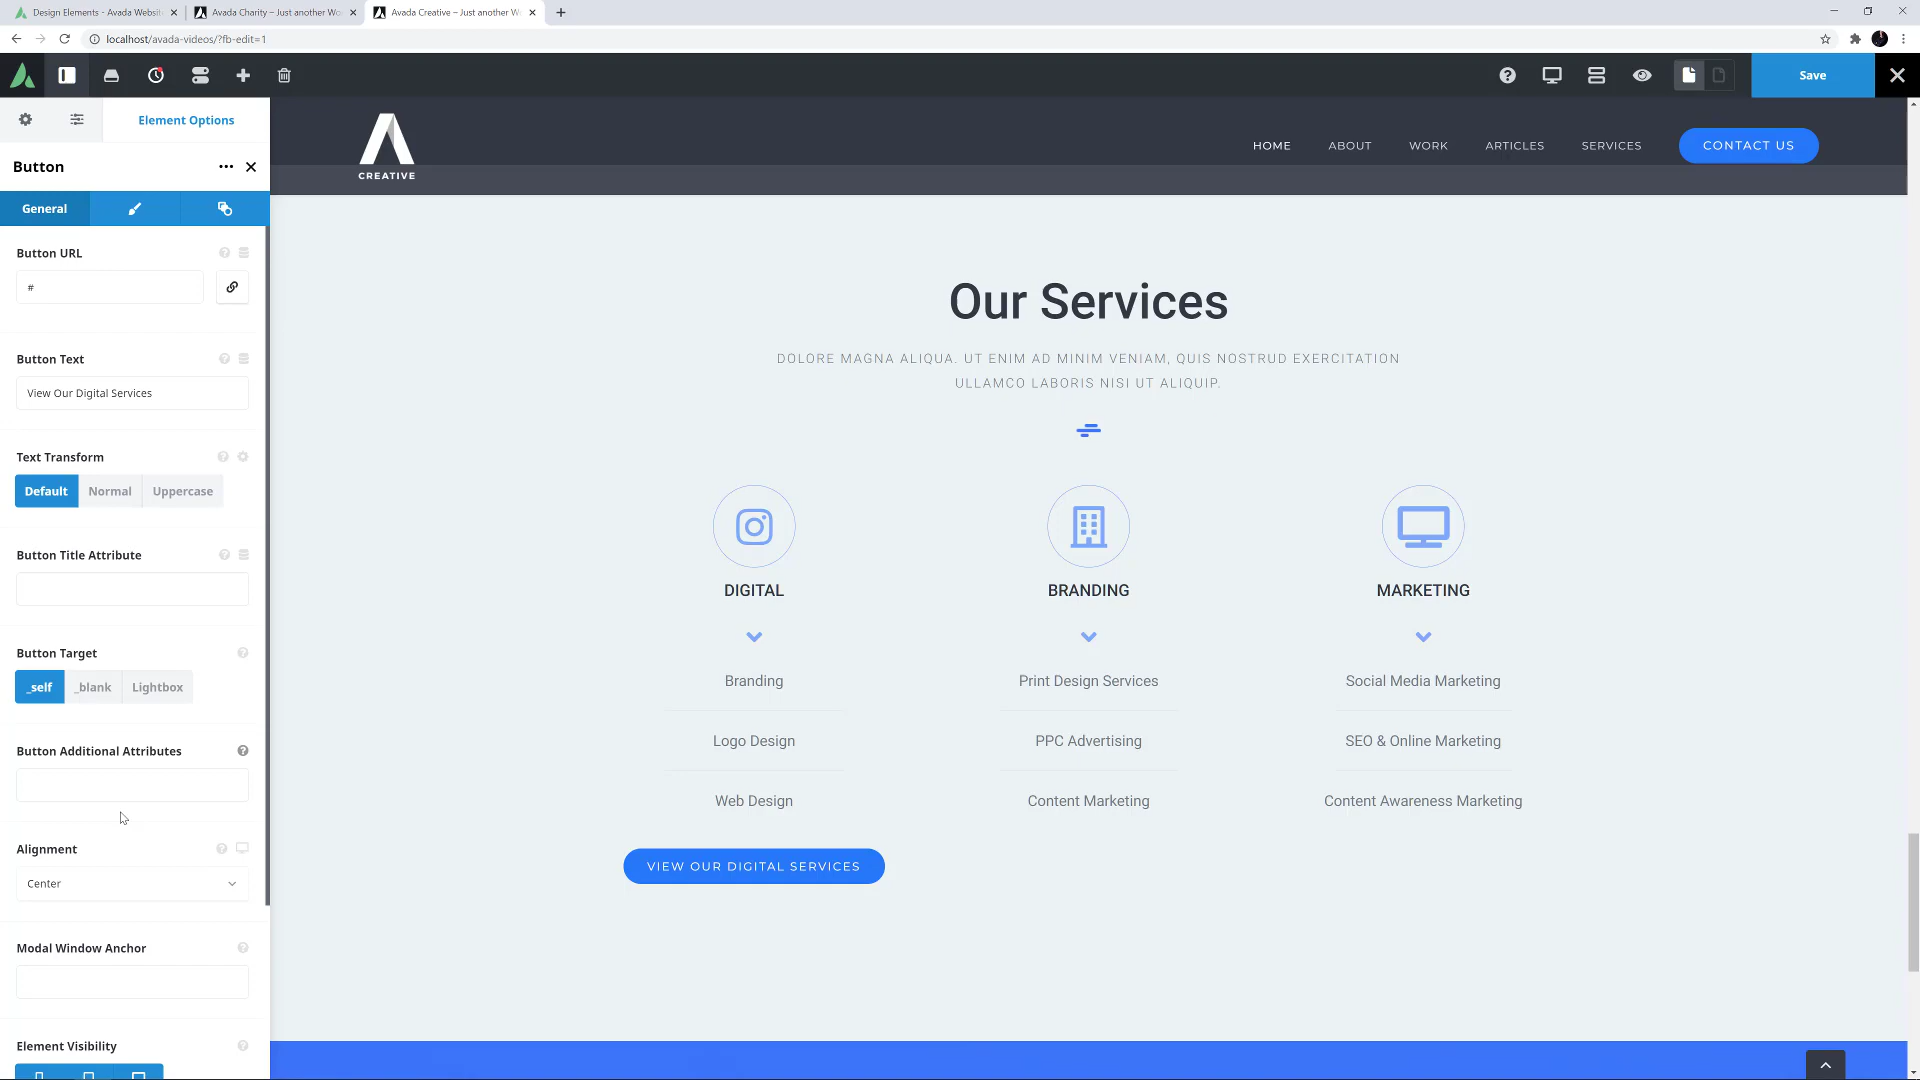 Design Elements - Avada Websit
Avada Charity – Just another Wo
Avada Creative – Just another W
localhost/avada-videos/?fb-edit=1
Save
Element Options
CREATIVE
HOME
ABOUT
WORK
ARTICLES
SERVICES
CONTACT US
Button
General
Button URL
#
Button Text
View Our Digital Services
Text Transform
Default
Normal
Uppercase
Button Title Attribute
Button Target
_self
_blank
Lightbox
Button Additional Attributes
Alignment
Center
Modal Window Anchor
Element Visibility
Our Services
DOLORE MAGNA ALIQUA. UT ENIM AD MINIM VENIAM, QUIS NOSTRUD EXERCITATION
ULLAMCO LABORIS NISI UT ALIQUIP.
DIGITAL
BRANDING
MARKETING
Branding
Print Design Services
Social Media Marketing
Logo Design
PPC Advertising
SEO & Online Marketing
Web Design
Content Marketing
Content Awareness Marketing
VIEW OUR DIGITAL SERVICES